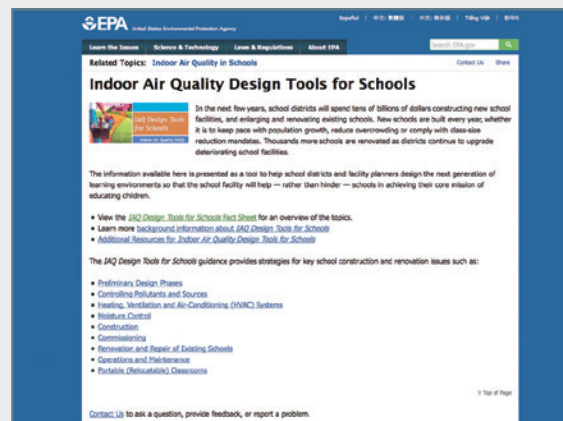 EPA United States Environmental Protection Agency
Español | 中文: 繁體版 | 中文: 简体版 | Tiếng Việt | 한국어
Learn the Issues Science & Technology Laws & Regulations About EPA
Search EPA.gov
Related Topics: Indoor Air Quality in Schools
Contact Us Share
Indoor Air Quality Design Tools for Schools
IAQ Design Tools
for Schools
Indoor Air Quality (IAQ)
In the next few years, school districts will spend tens of billions of dollars constructing new school
facilities, and enlarging and renovating existing schools. New schools are built every year, whether
it is to keep pace with population growth, reduce overcrowding or comply with class-size
reduction mandates. Thousands more schools are renovated as districts continue to upgrade
deteriorating school facilities.
The information available here is presented as a tool to help school districts and facility planners design the next generation of
learning environments so that the school facility will help — rather than hinder — schools in achieving their core mission of
educating children.
• View the IAQ Design Tools for Schools Fact Sheet for an overview of the topics.
• Learn more background information about IAQ Design Tools for Schools
• Additional Resources for Indoor Air Quality Design Tools for Schools
The IAQ Design Tools for Schools guidance provides strategies for key school construction and renovation issues such as:
• Preliminary Design Phases
• Controlling Pollutants and Sources
• Heating, Ventilation and Air-Conditioning (HVAC) Systems
• Moisture Control
• Construction
• Commissioning
• Renovation and Repair of Existing Schools
• Operations and Maintenance
• Portable (Relocatable) Classrooms
Top of Page
Contact Us to ask a question, provide feedback, or report a problem.